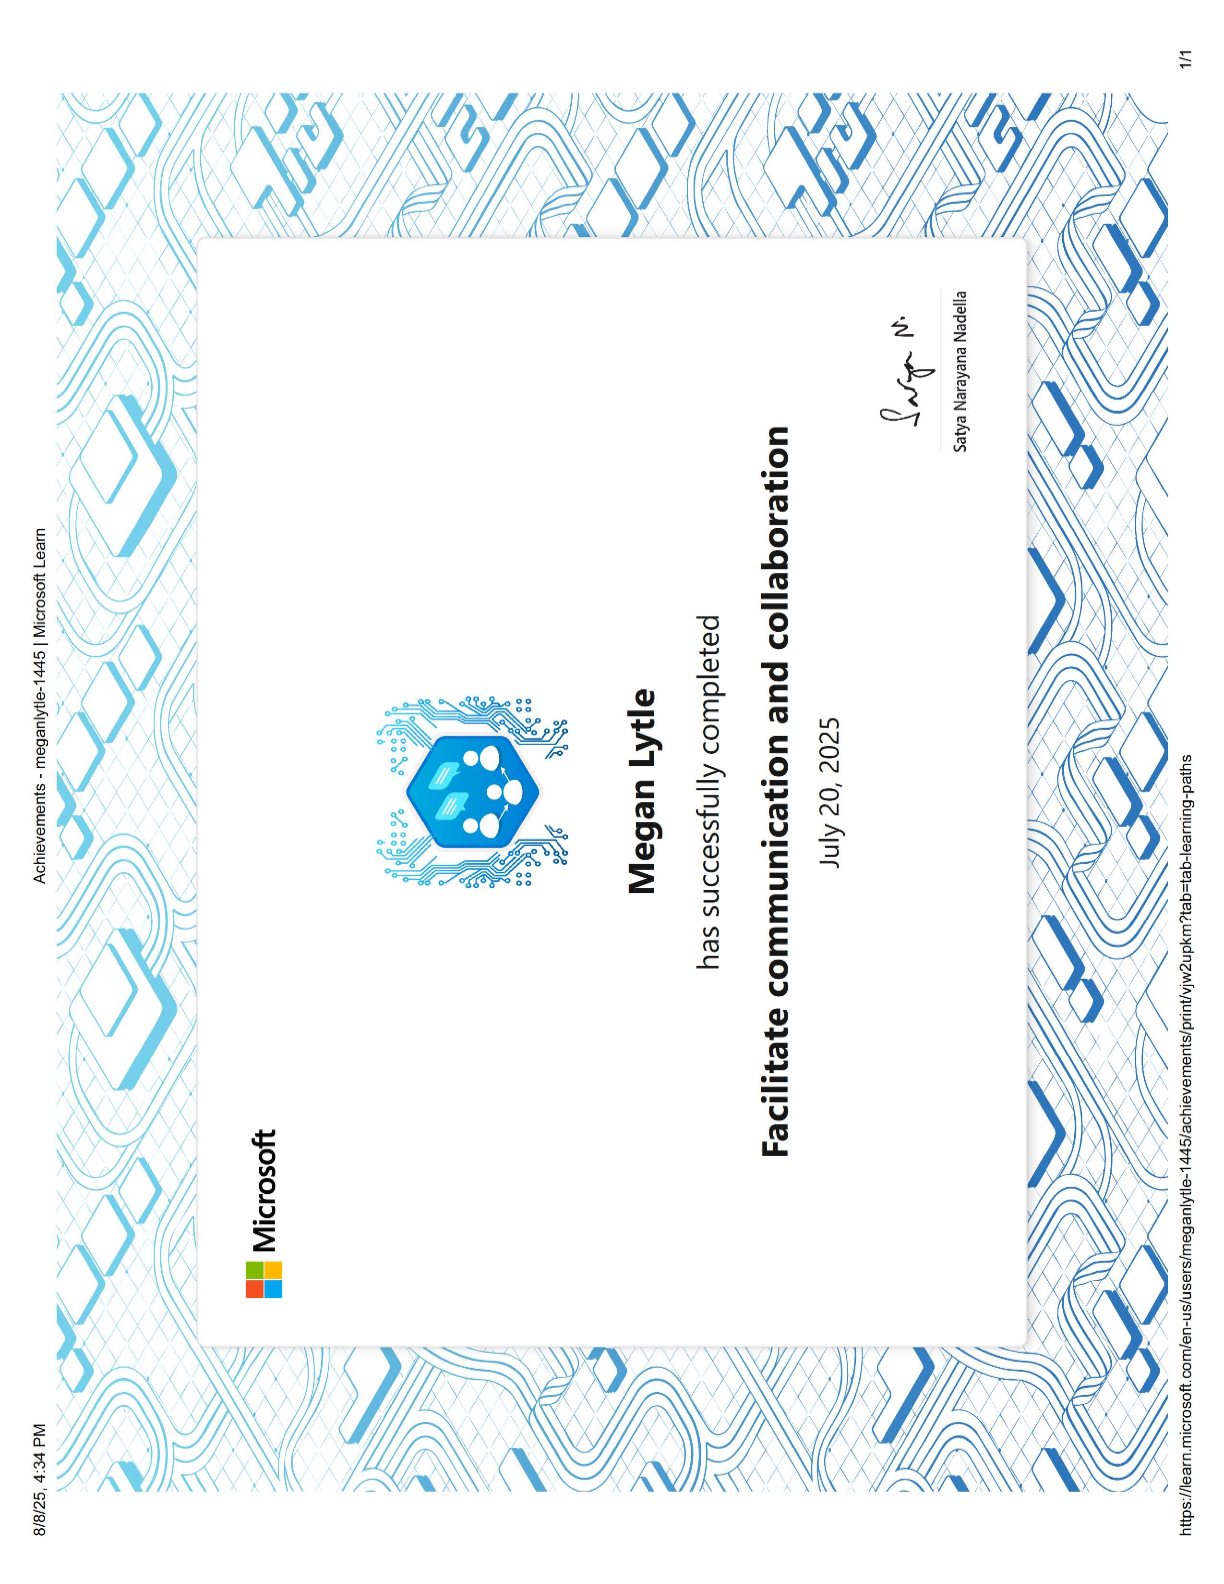 8/8/25, 4:34 PM
Achievements - meganlytle-1445 | Microsoft Learn
Microsoft
Megan Lytle
has successfully completed
Facilitate communication and collaboration
July 20, 2025
Satya N.
Satya Narayana Nadella
https://learn.microsoft.com/en-us/users/meganlytle-1445/achievements/print/vjw2upkm?tab=tab-learning-paths
1/1